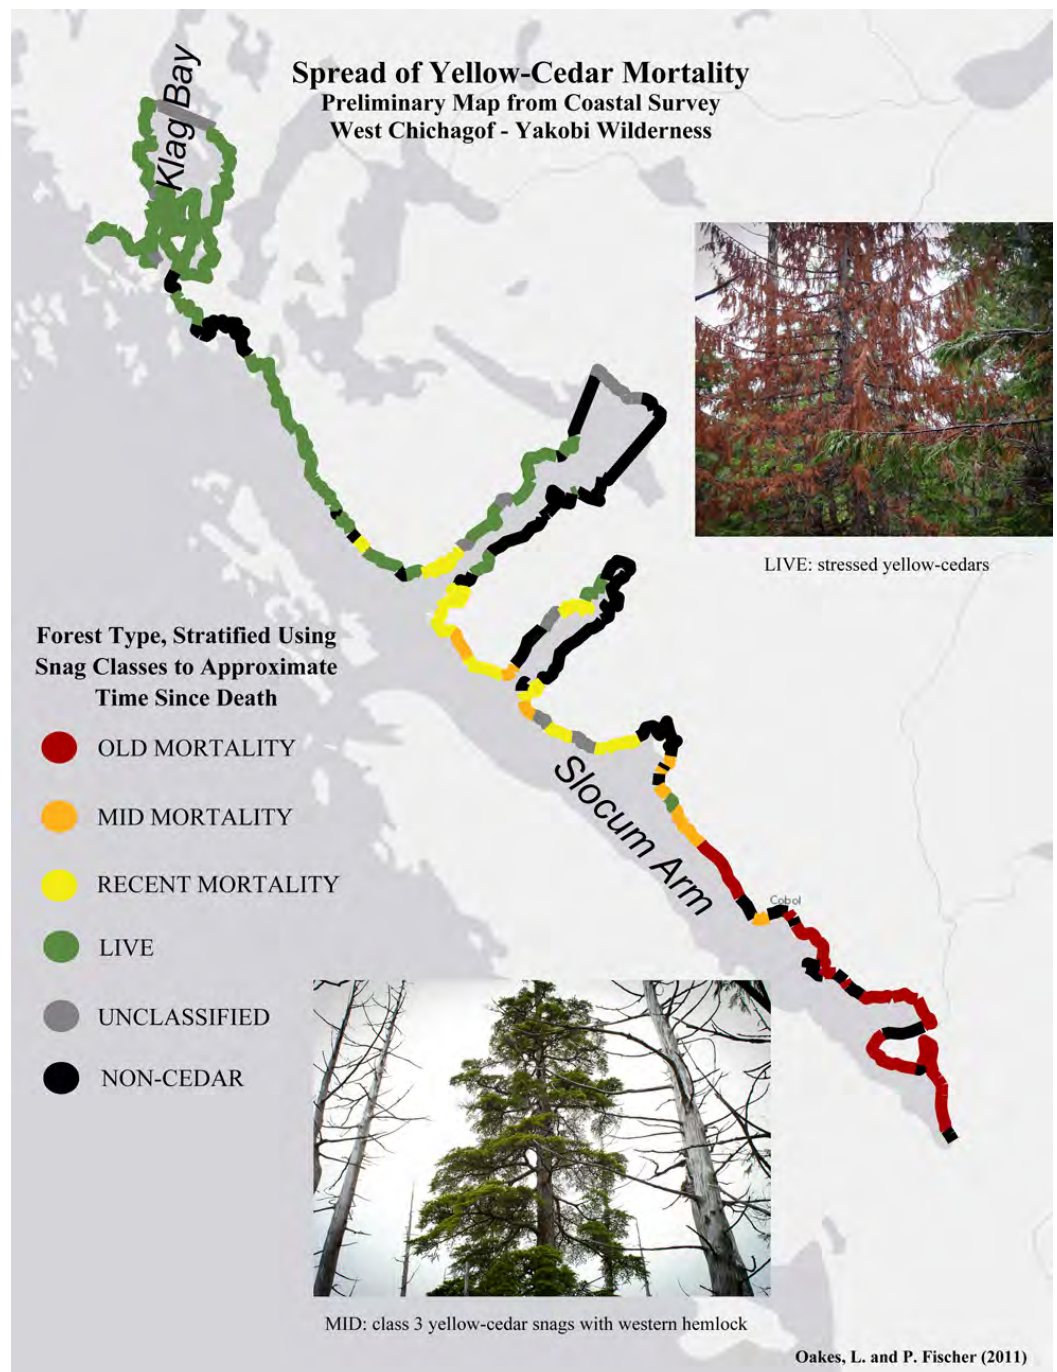 Spread of Yellow-Cedar Mortality
Preliminary Map from Coastal Survey
West Chichagof - Yakobi Wilderness
Klag Bay
LIVE: stressed yellow-cedars
Forest Type, Stratified Using
Snag Classes to Approximate
Time Since Death
OLD MORTALITY
MID MORTALITY
RECENT MORTALITY
LIVE
UNCLASSIFIED
NON-CEDAR
Slocum Arm
Cobol
MID: class 3 yellow-cedar snags with western hemlock
Oakes, L. and P. Fischer (2011)